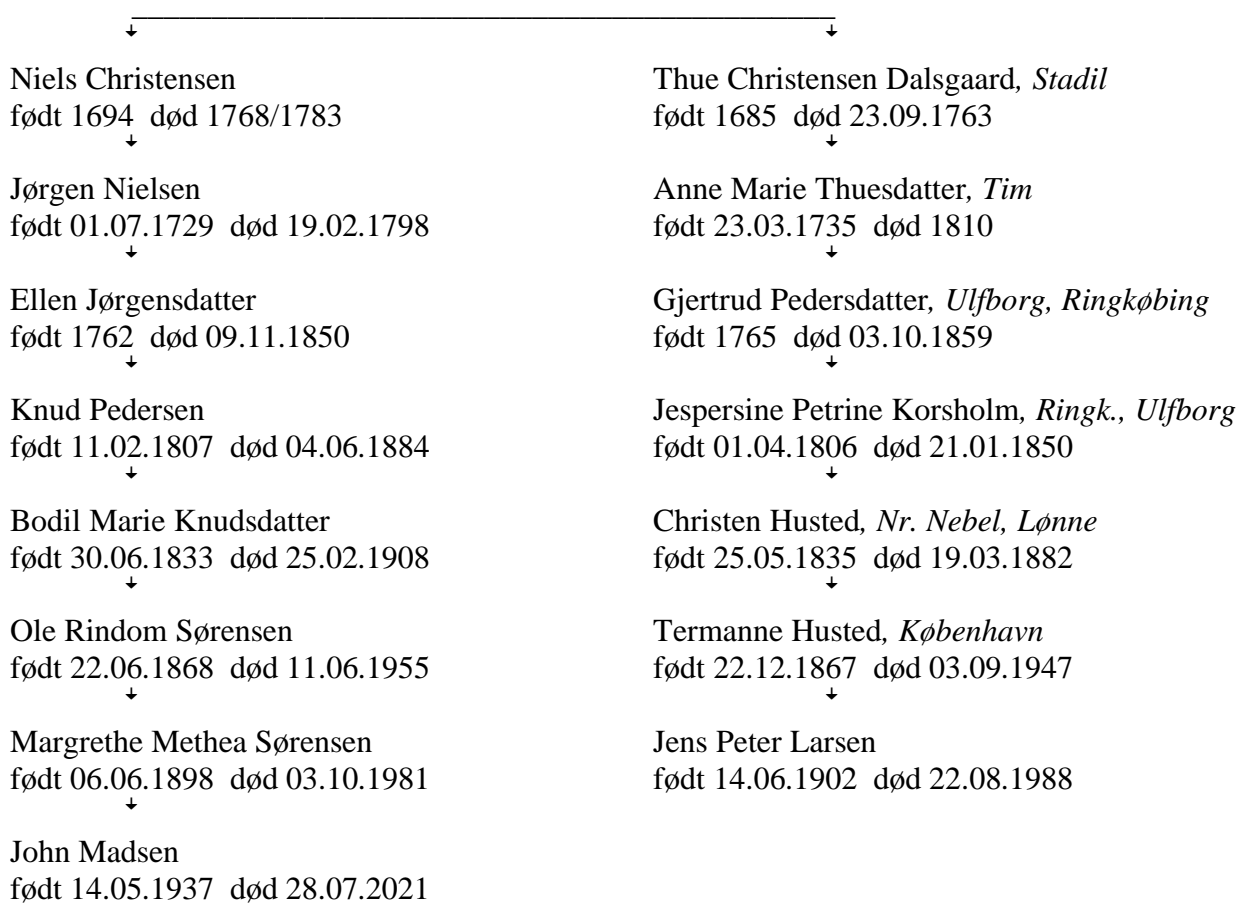 Niels Christensen
født 1694 død 1768/1783
Jørgen Nielsen
født 01.07.1729 død 19.02.1798
Ellen Jørgensdatter
født 1762 død 09.11.1850
Knud Pedersen
født 11.02.1807 død 04.06.1884
Bodil Marie Knudsdatter
født 30.06.1833 død 25.02.1908
Ole Rindom Sørensen
født 22.06.1868 død 11.06.1955
Margrethe Methea Sørensen
født 06.06.1898 død 03.10.1981
John Madsen
født 14.05.1937 død 28.07.2021
Thue Christensen Dalsgaard, Stadil
født 1685 død 23.09.1763
Anne Marie Thuesdatter, Tim
født 23.03.1735 død 1810
Gjertrud Pedersdatter, Ulfborg, Ringkøbing
født 1765 død 03.10.1859
Jespersine Petrine Korsholm, Ringk., Ulfborg
født 01.04.1806 død 21.01.1850
Christen Husted, Nr. Nebel, Lønne
født 25.05.1835 død 19.03.1882
Termanne Husted, København
født 22.12.1867 død 03.09.1947
Jens Peter Larsen
født 14.06.1902 død 22.08.1988